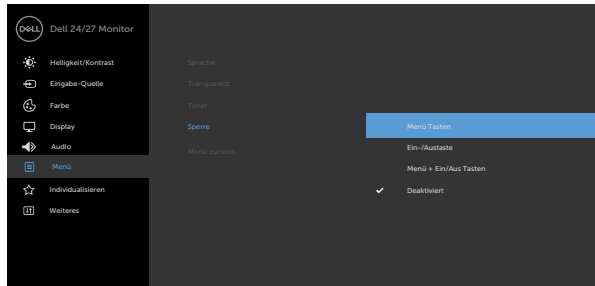 DELL Dell 24/27 Monitor
Helligkeit/Kontrast
Eingabe-Quelle
Farbe
Display
Audio
Menü
Individualisieren
Weiteres
Sprache
Transparenz
Timer
Sperre
Menü zurücks.
Menü Tasten
Ein-/Austaste
Menü + Ein/Aus Tasten
Deaktiviert